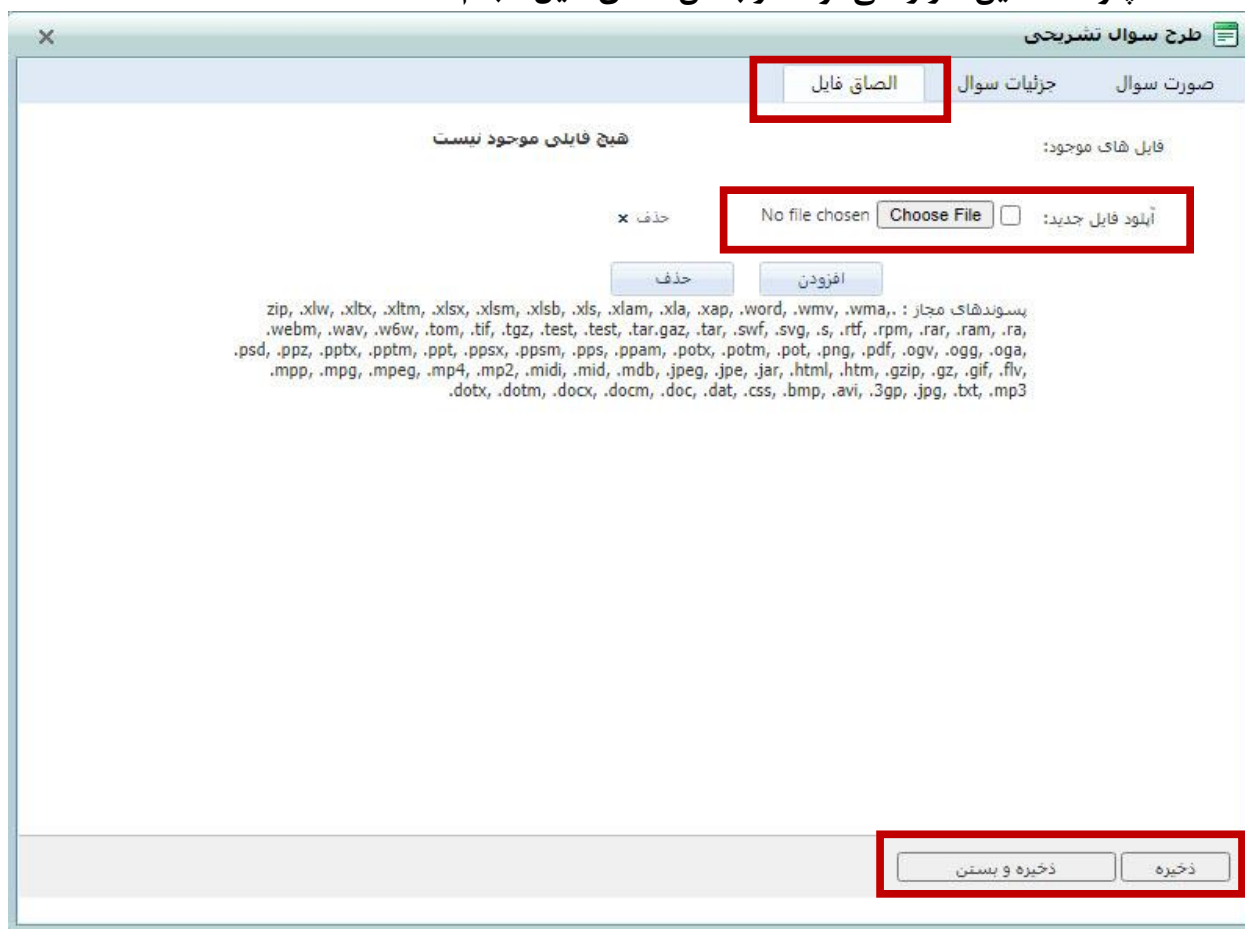 طرح سوال تشریحی
صورت سوال جزئیات سوال الصاق فایل
فایل های موجود: هیچ فایلی موجود نیست
آپلود فایل جدید: Choose File No file chosen حذف
افزودن حذف
پسوندهای مجاز : .zip, .xlw, .xltx, .xltm, .xlsx, .xlsm, .xlsb, .xls, .xlam, .xla, .xap, .word, .wmv, .wma,
.webm, .wav, .w6w, .tom, .tif, .tgz, .test, .test, .tar.gaz, .tar, .swf, .svg, .s, .rtf, .rpm, .rar, .ram, .ra,
.psd, .ppz, .pptx, .pptm, .ppt, .ppsx, .ppsm, .pps, .ppam, .potx, .potm, .pot, .png, .pdf, .ogv, .ogg, .oga,
.mpp, .mpg, .mpeg, .mp4, .mp2, .midi, .mid, .mdb, .jpeg, .jpe, .jar, .html, .htm, .gzip, .gz, .gif, .flv,
.dotx, .dotm, .docx, .docm, .doc, .dat, .css, .bmp, .avi, .3gp, .jpg, .txt, .mp3
ذخیره ذخیره و بستن